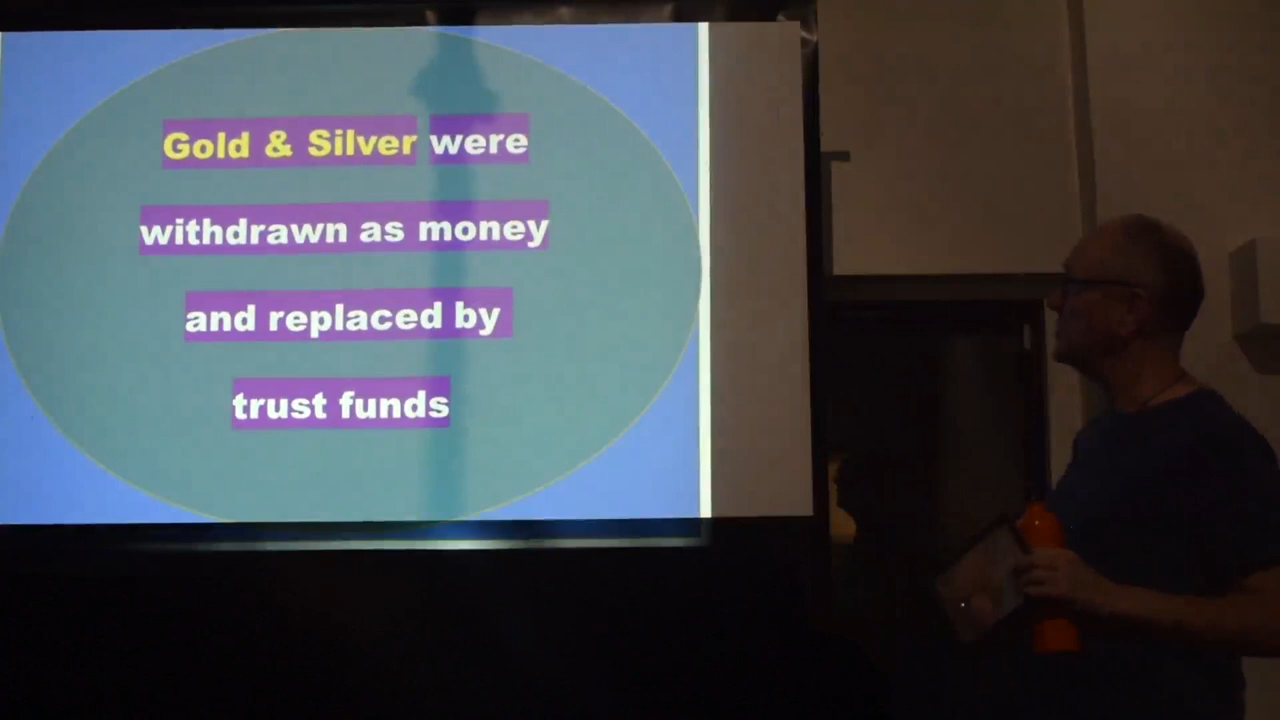 Gold & Silver were
withdrawn as money
and replaced by
trust funds